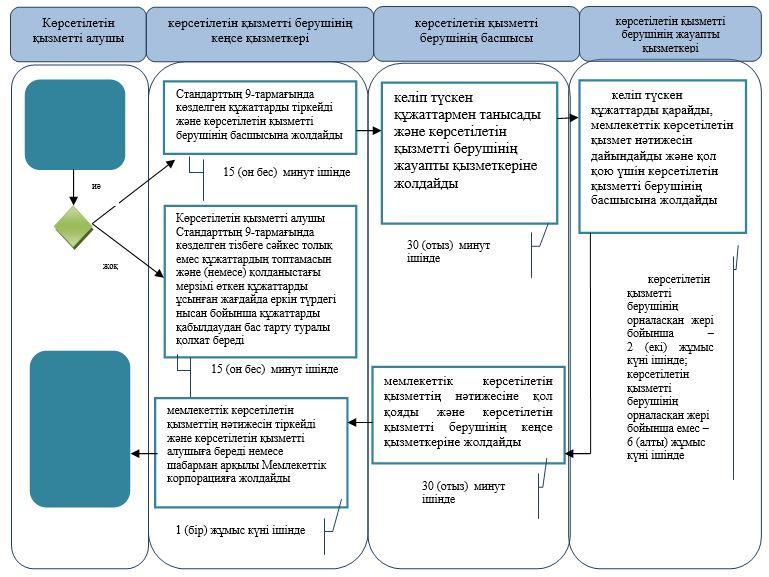 Көрсетілетін
қызметті алушы
көрсетілетін қызметті берушінің
кеңсе қызметкері
көрсетілетін қызметті
берушінің басшысы
көрсетілетін қызметті
берушінің жауапты
қызметкері
Стандарттың 9-тармағында
көзделген құжаттарды тіркейді
және көрсетілетін қызметті
берушінің басшысына жолдайды
15 (он бес) минут ішінде
иә
жоқ
Көрсетілетін қызметті алушы
Стандарттың 9-тармағында
көзделген тізбеге сәйкес толық
емес құжаттардың топтамасын
және (немесе) қолданыстағы
мерзімі өткен құжаттарды
ұсынған жағдайда еркін түрдегі
нысан бойынша құжаттарды
қабылдаудан бас тарту туралы
қолхат береді
15 (он бес) минут ішінде
мемлекеттік көрсетілетін
қызметтің нәтижесін тіркейді
және көрсетілетін қызметті
алушыға береді немесе
шабарман арқылы Мемлекеттік
корпорацияға жолдайды
1 (бір) жұмыс күні ішінде
келіп түскен
құжаттармен танысады
және көрсетілетін
қызметті берушінің
жауапты қызметкеріне
жолдайды
30 (отыз) минут
ішінде
мемлекеттік көрсетілетін
қызметтің нәтижесіне қол
қояды және көрсетілетін
қызметті берушінің кеңсе
қызметкеріне жолдайды
30 (отыз) минут
ішінде
келіп түскен
құжаттарды қарайды,
мемлекеттік көрсетілетін
қызмет нәтижесін
дайындайды және қол
қою үшін көрсетілетін
қызметті берушінің
басшысына жолдайды
көрсетілетін
қызметті
берушінің
орналасқан жері
бойынша –
2 (екі) жұмыс
күні ішінде;
көрсетілетін
қызметті
берушінің
орналасқан жері
бойынша емес –
6 (алты) жұмыс
күні ішінде